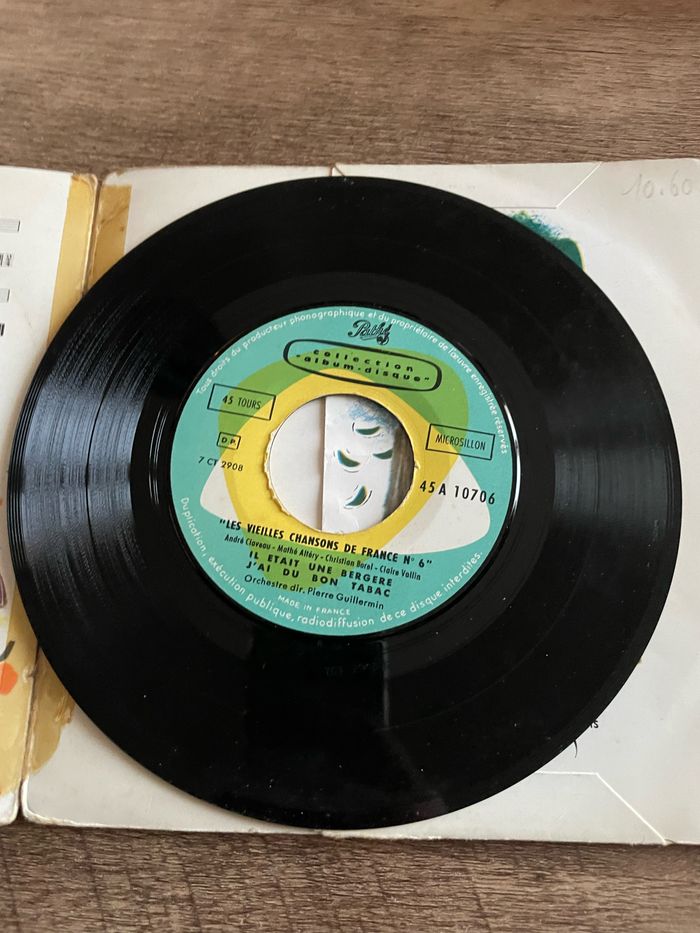 10.60
Tous droits du producteur phonographique et du propriétaire de l'œuvre enregistrée réservés
Pathé
collection
"album-disque"
45 TOURS
MICROSILLON
D.P.
7 CT 2908
45 A 10706
"LES VIEILLES CHANSONS DE FRANCE N° 6"
André Claveau - Mathé Altéry - Christian Borel - Claire Vallin
IL ETAIT UNE BERGERE
J'AI DU BON TABAC
Orchestre dir. Pierre Guillermin
MADE IN FRANCE
Duplication, exécution publique, radiodiffusion de ce disque interdites.